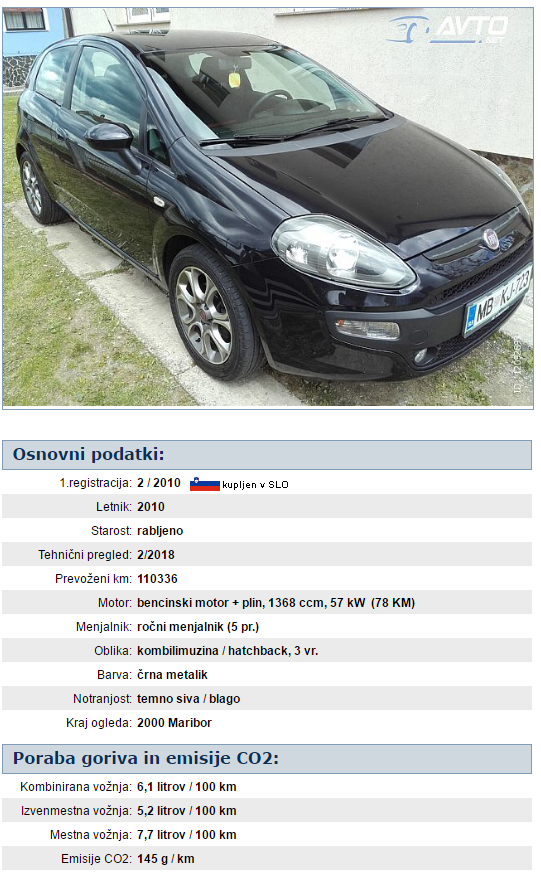 AVTO.NET
MB KJ-723
Osnovni podatki:
1.registracija: 2 / 2010 kupljen v SLO
Letnik: 2010
Starost: rabljeno
Tehnični pregled: 2/2018
Prevoženi km: 110336
Motor: bencinski motor + plin, 1368 ccm, 57 kW (78 KM)
Menjalnik: ročni menjalnik (5 pr.)
Oblika: kombilimuzina / hatchback, 3 vr.
Barva: črna metalik
Notranjost: temno siva / blago
Kraj ogleda: 2000 Maribor
Poraba goriva in emisije CO2:
Kombinirana vožnja: 6,1 litrov / 100 km
Izvenmestna vožnja: 5,2 litrov / 100 km
Mestna vožnja: 7,7 litrov / 100 km
Emisije CO2: 145 g / km